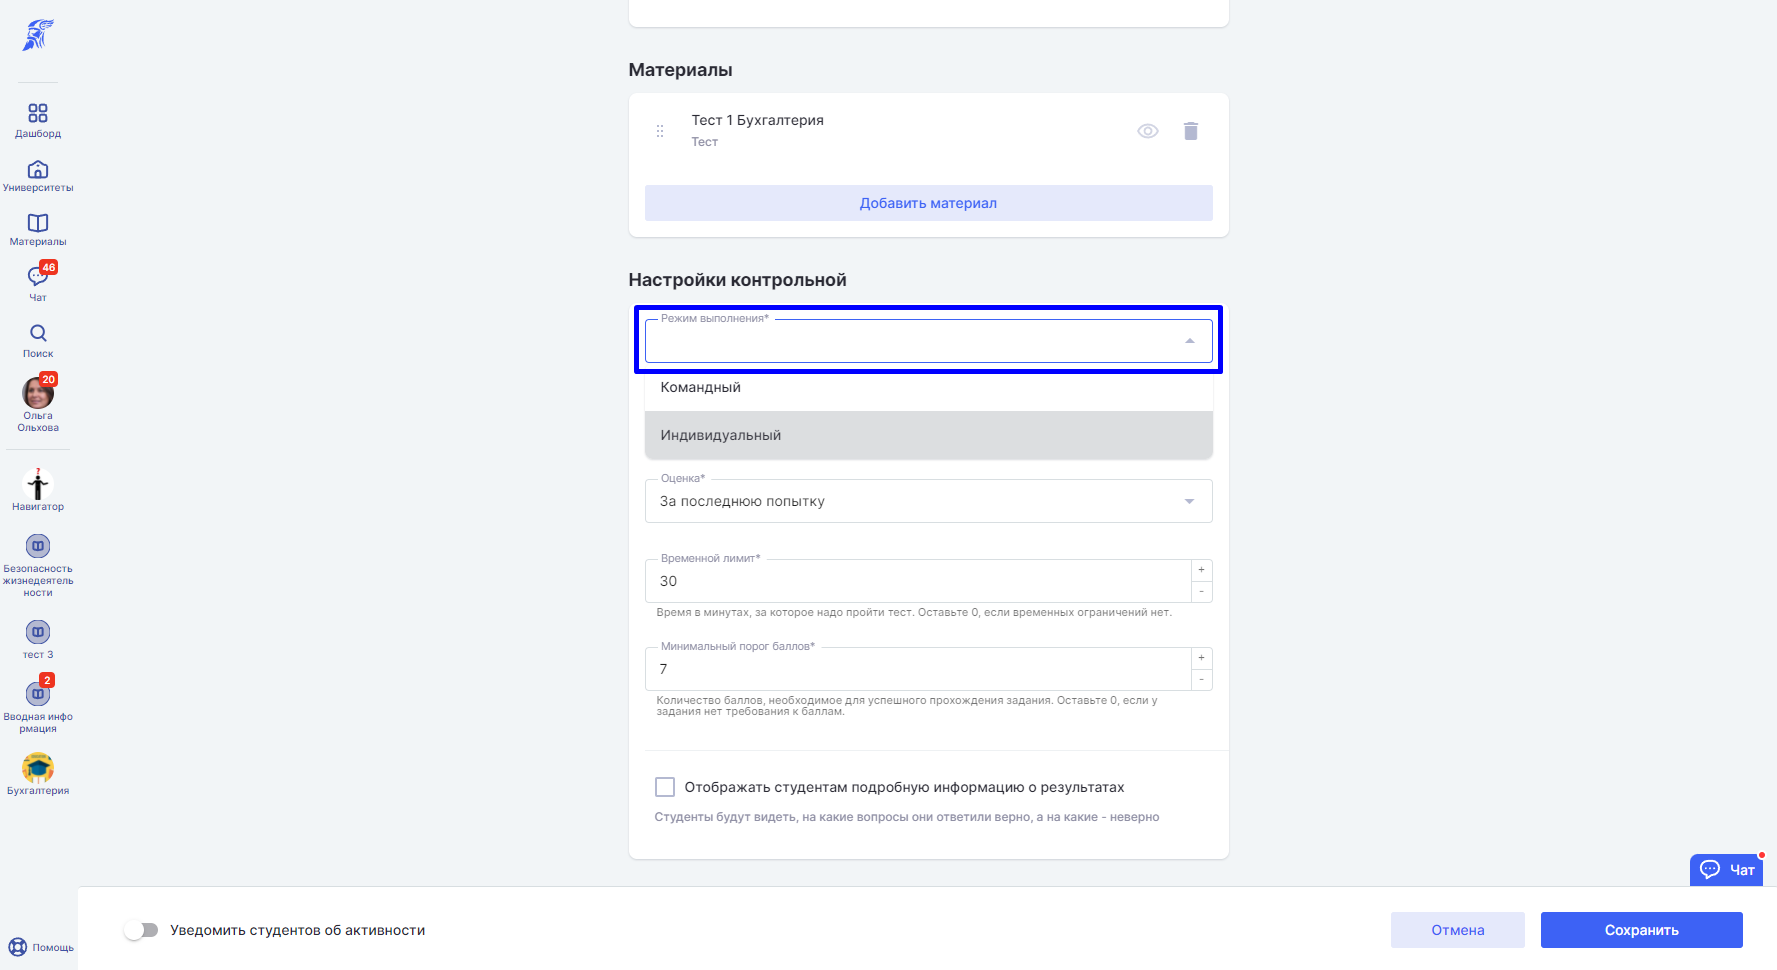 Дашборд
Университеты
Материалы
46
Чат
Поиск
20
Ольга
Ольхова
?
Навигатор
Безопасность
жизнедеятель
ности
тест 3
2
Вводная инфо
рмация
Бухгалтерия
Помощь
Материалы
Тест 1 Бухгалтерия
Тест
Добавить материал
Настройки контрольной
Режим выполнения*
Командный
Индивидуальный
Оценка*
За последнюю попытку
Временной лимит*
30
+
-
Время в минутах, за которое надо пройти тест. Оставьте 0, если временных ограничений нет.
Минимальный порог баллов*
7
+
-
Количество баллов, необходимое для успешного прохождения задания. Оставьте 0, если у
задания нет требования к баллам.
Отображать студентам подробную информацию о результатах
Студенты будут видеть, на какие вопросы они ответили верно, а на какие - неверно
Чат
Уведомить студентов об активности
Отмена
Сохранить